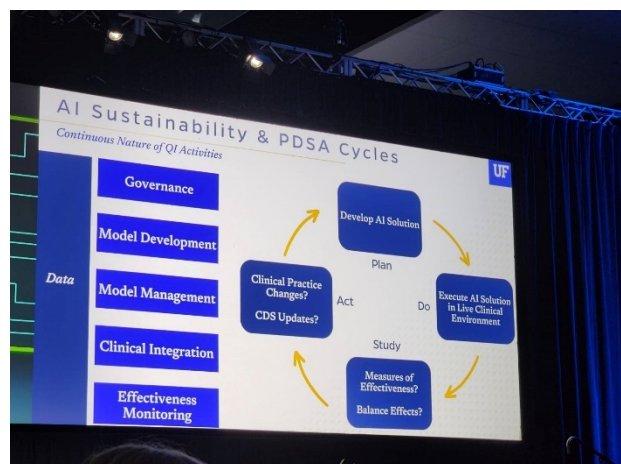 AI Sustainability & PDSA Cycles
Continuous Nature of QI Activities
UF
Data
Governance
Model Development
Model Management
Clinical Integration
Effectiveness
Monitoring
Develop AI Solution
Plan
Execute AI Solution
in Live Clinical
Environment
Do
Study
Measures of
Effectiveness?
Balance Effects?
Act
Clinical Practice
Changes?
CDS Updates?